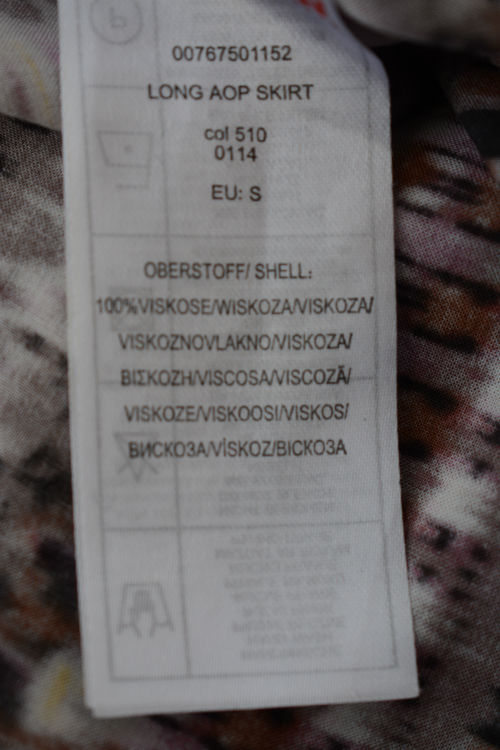 00767501152
LONG AOP SKIRT
col 510
0114
EU: S
OBERSTOFF/ SHELL:
100%VISKOSE/WISKOZA/VISKOZA/
VISKOZNOVLAKNO/VISKOZA/
ΒΙΣΚΟΖΗ/VISCOSA/VISCOZĂ/
VISKOZE/VISKOOSI/VISKOS/
ВИСКОЗА/VİSKOZ/ВІСКОЗА